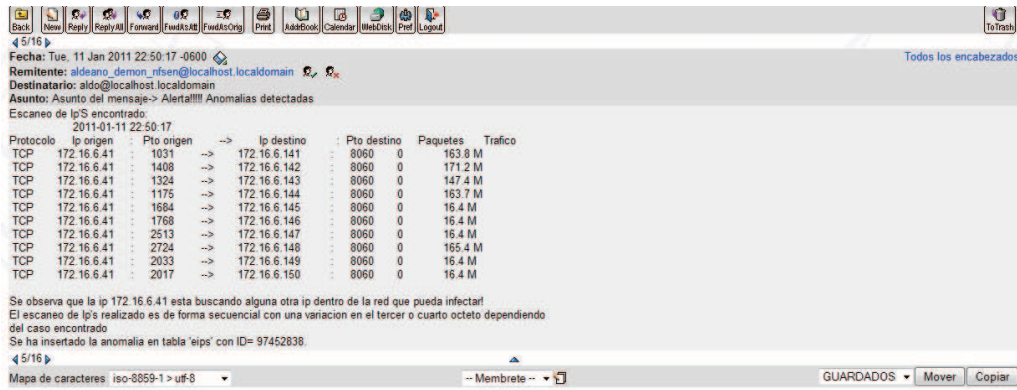 Back New Reply ReplyAll Forward FwdAsAtt FwdAsOrig Print AddrBook Calendar WebDisk Pref Logout ToTrash
5/16
Fecha: Tue, 11 Jan 2011 22:50:17 -0600 Todos los encabezados
Remitente: aldeano_demon_nfsen@localhost.localdomain
Destinatario: aldo@localhost.localdomain
Asunto: Asunto del mensaje-> Alerta!!!!! Anomalias detectadas
Escaneo de Ip'S encontrado:
2011-01-11 22:50:17
Protocolo Ip origen : Pto origen --> Ip destino : Pto destino Paquetes Trafico
TCP 172.16.6.41 : 1031 --> 172.16.6.141 : 8060 0 163.8 M
TCP 172.16.6.41 : 1408 --> 172.16.6.142 : 8060 0 171.2 M
TCP 172.16.6.41 : 1324 --> 172.16.6.143 : 8060 0 147.4 M
TCP 172.16.6.41 : 1175 --> 172.16.6.144 : 8060 0 163.7 M
TCP 172.16.6.41 : 1684 --> 172.16.6.145 : 8060 0 16.4 M
TCP 172.16.6.41 : 1768 --> 172.16.6.146 : 8060 0 16.4 M
TCP 172.16.6.41 : 2513 --> 172.16.6.147 : 8060 0 16.4 M
TCP 172.16.6.41 : 2724 --> 172.16.6.148 : 8060 0 165.4 M
TCP 172.16.6.41 : 2033 --> 172.16.6.149 : 8060 0 16.4 M
TCP 172.16.6.41 : 2017 --> 172.16.6.150 : 8060 0 16.4 M
Se observa que la ip 172.16.6.41 esta buscando alguna otra ip dentro de la red que pueda infectar!
El escaneo de Ip's realizado es de forma secuencial con una variacion en el tercer o cuarto octeto dependiendo
del caso encontrado
Se ha insertado la anomalia en tabla 'eips' con ID= 97452838.
5/16
Mapa de caracteres iso-8859-1 > utf-8 -- Membrete -- GUARDADOS Mover Copiar